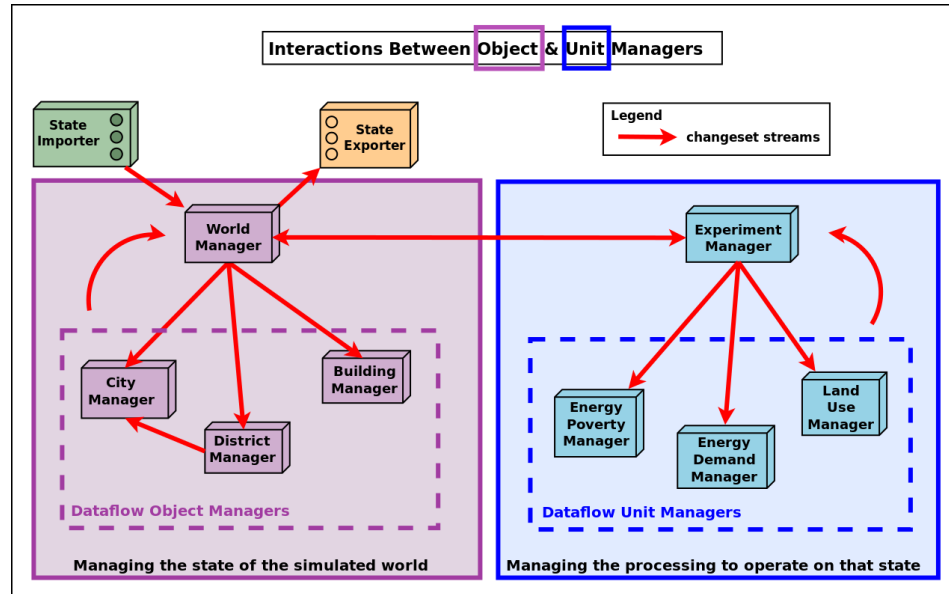 Interactions Between Object & Unit Managers
State
Importer
State
Exporter
Legend
changeset streams
World
Manager
Experiment
Manager
City
Manager
District
Manager
Building
Manager
Energy
Poverty
Manager
Energy
Demand
Manager
Land
Use
Manager
Dataflow Object Managers
Dataflow Unit Managers
Managing the state of the simulated world
Managing the processing to operate on that state